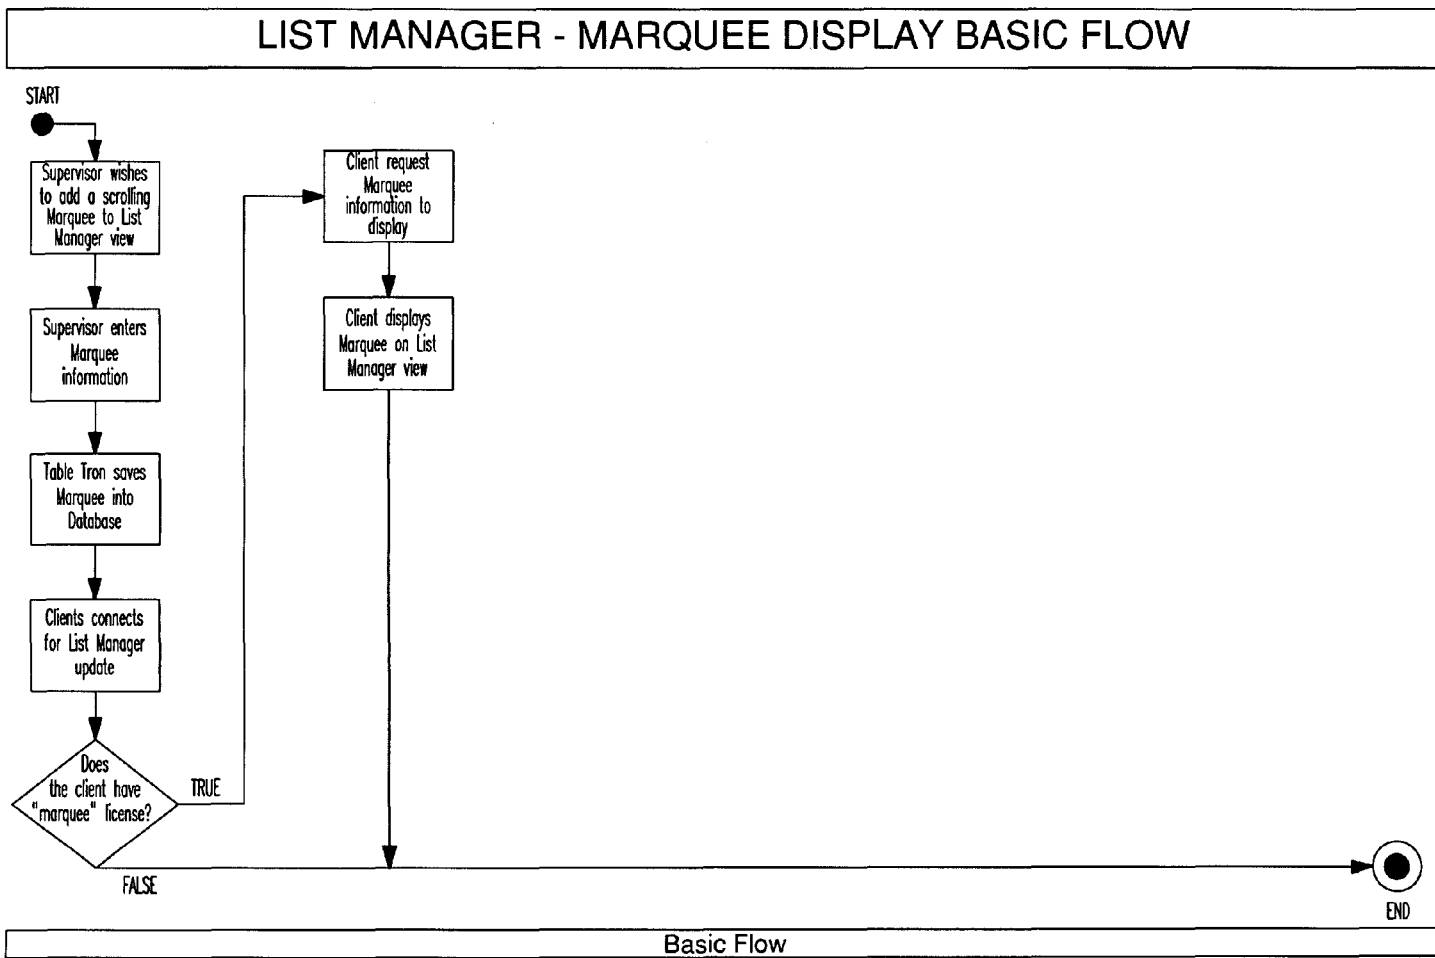 LIST MANAGER - MARQUEE DISPLAY BASIC FLOW
START
Supervisor wishes
to add a scrolling
Marquee to List
Manager view
Supervisor enters
Marquee
information
Table Tron saves
Marquee into
Database
Clients connects
for List Manager
update
Does
the client have
"marquee" license?
TRUE
FALSE
Client request
Marquee
information to
display
Client displays
Marquee on List
Manager view
END
Basic Flow